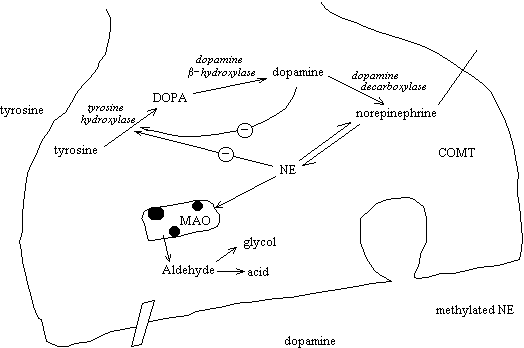 dopamine
β-hydroxylase
dopamine
dopamine
decarboxylase
DOPA
tyrosine
tyrosine
hydroxylase
norepinephrine
−
tyrosine
−
COMT
NE
MAO
glycol
Aldehyde
acid
methylated NE
dopamine